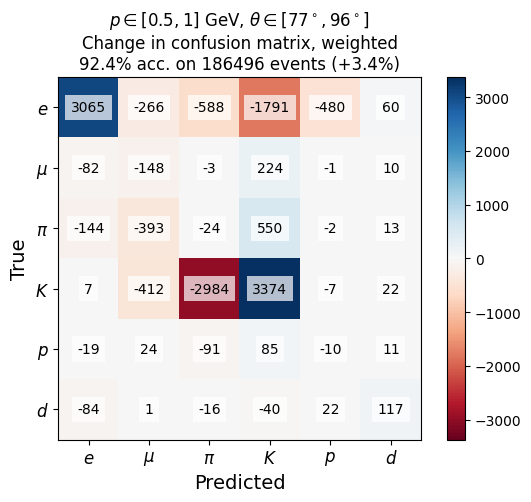 p ∈ [0.5, 1] GeV, θ ∈ [77°, 96°]
Change in confusion matrix, weighted
92.4% acc. on 186496 events (+3.4%)
e 3065 -266 -588 -1791 -480 60
μ -82 -148 -3 224 -1 10
π -144 -393 -24 550 -2 13
K 7 -412 -2984 3374 -7 22
p -19 24 -91 85 -10 11
d -84 1 -16 -40 22 117
e μ π K p d
True
Predicted
3000
2000
1000
0
−1000
−2000
−3000